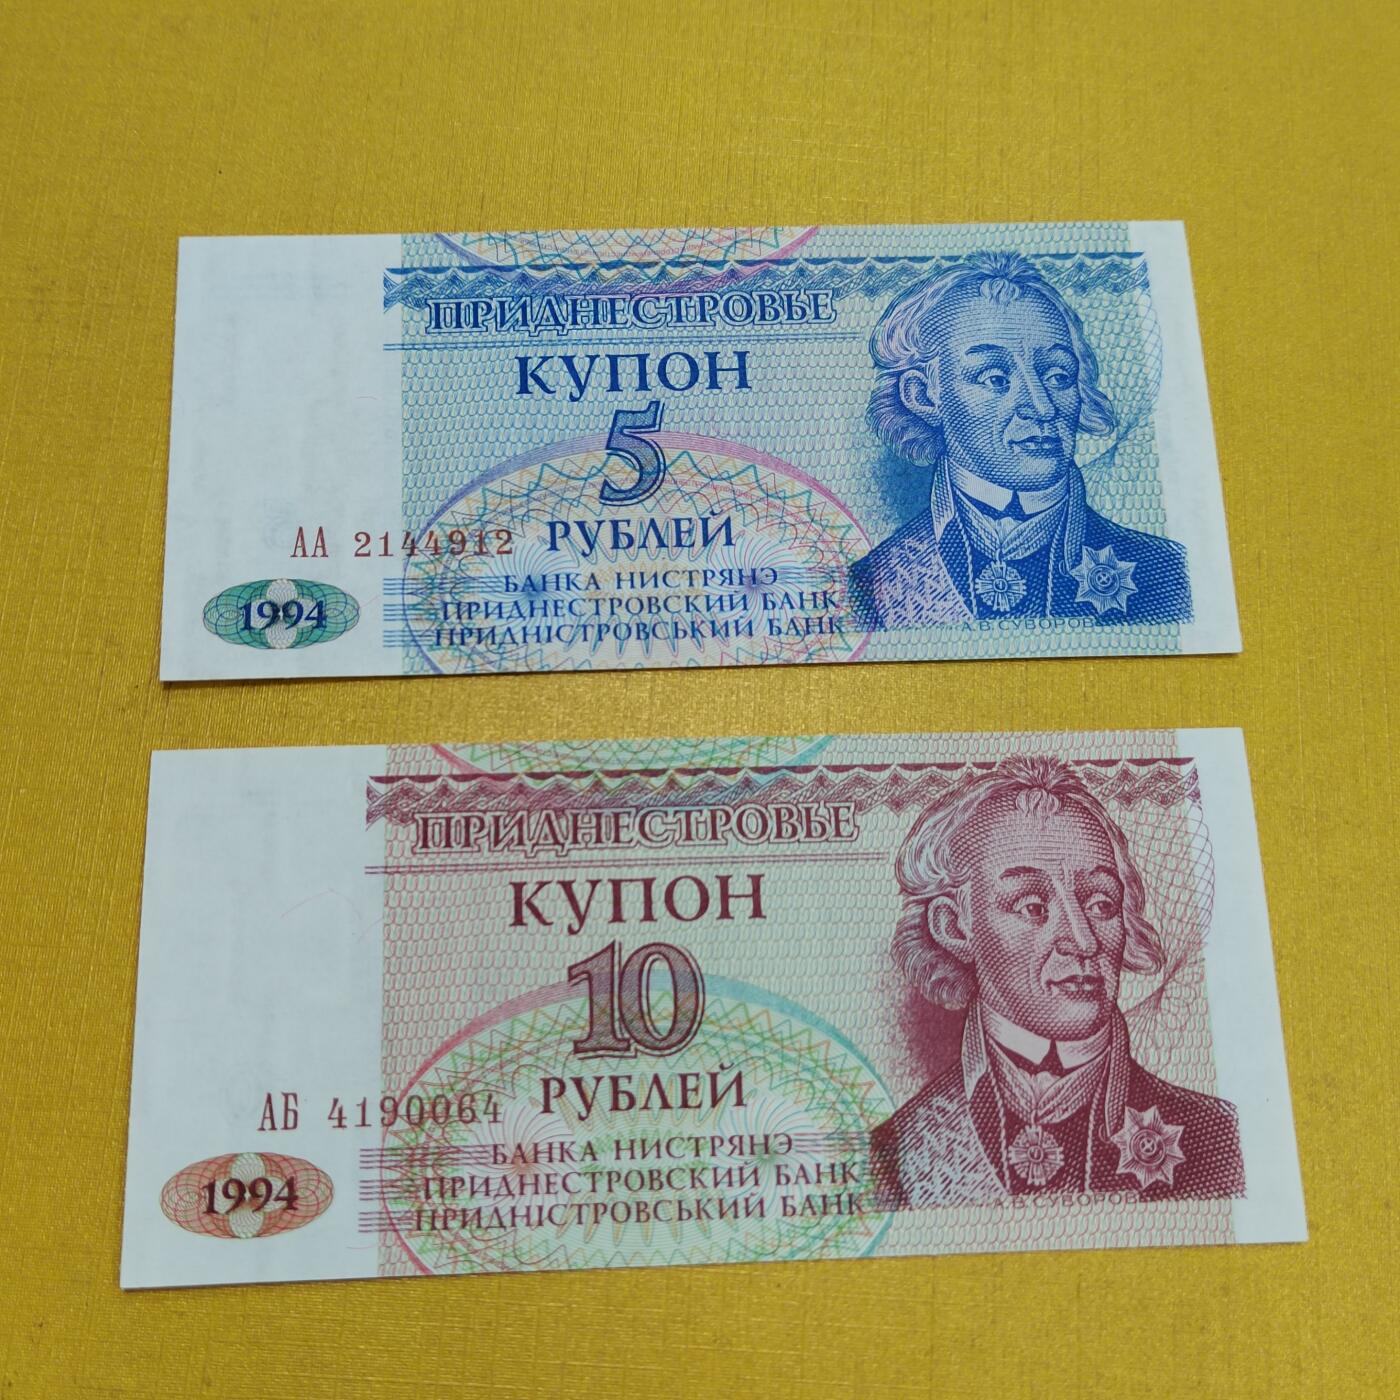 ПРИДНЕСТРОВЬЕ
КУПОН
5
РУБЛЕЙ
АА 2144912
БАНКА НИСТРЯНЭ
ПРИДНЕСТРОВСКИЙ БАНК
ПРИДНІСТРОВСЬКИЙ БАНК
1994
А.В.СУВОРОВ
ПРИДНЕСТРОВЬЕ
КУПОН
10
РУБЛЕЙ
АБ 4190064
БАНКА НИСТРЯНЭ
ПРИДНЕСТРОВСКИЙ БАНК
ПРИДНІСТРОВСЬКИЙ БАНК
1994
А.В.СУВОРОВ